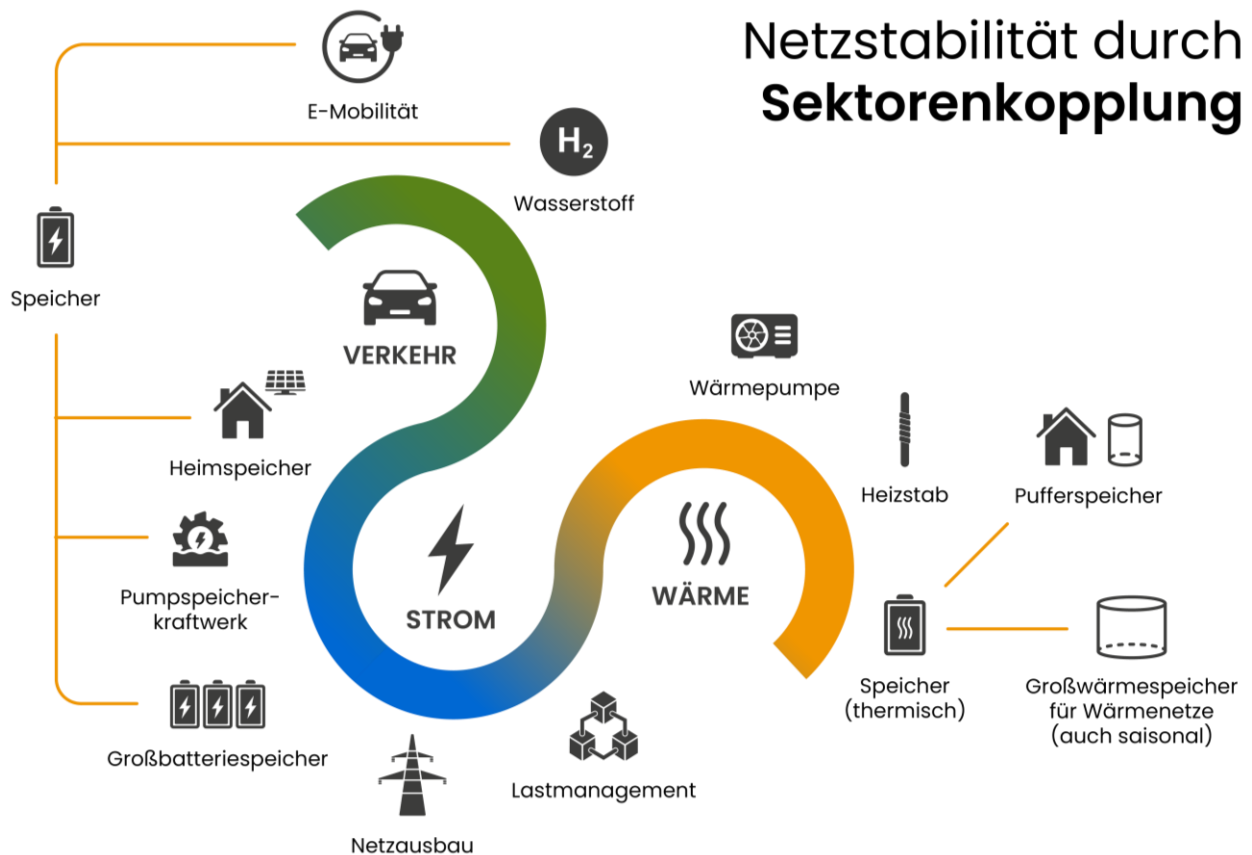 Netzstabilität durch
Sektorenkopplung
E-Mobilität
H₂
Wasserstoff
Speicher
VERKEHR
Heimspeicher
Pumpspeicher-
kraftwerk
Großbatteriespeicher
STROM
Netzausbau
Lastmanagement
WÄRME
Wärmepumpe
Heizstab
Pufferspeicher
Speicher
(thermisch)
Großwärmespeicher
für Wärmenetze
(auch saisonal)